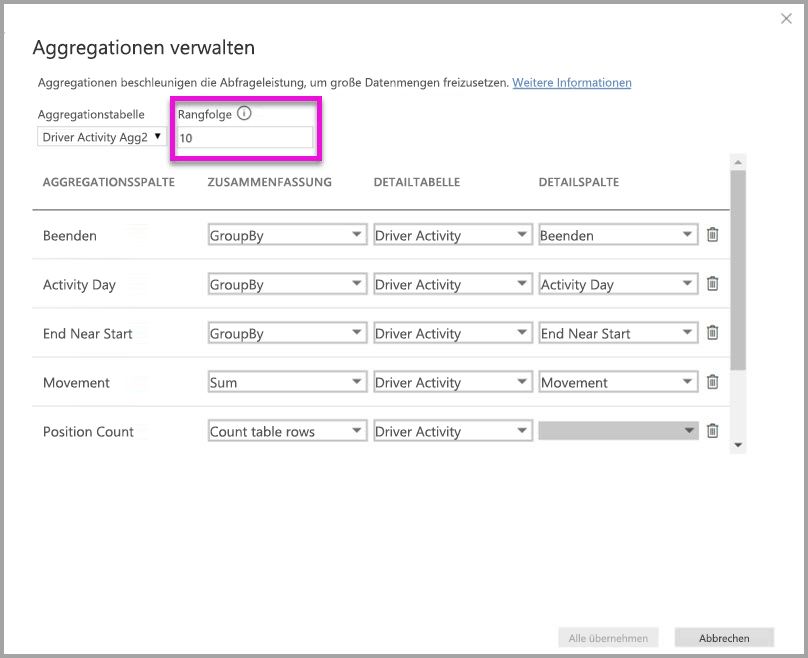 Aggregationen verwalten
Aggregationen beschleunigen die Abfrageleistung, um große Datenmengen freizusetzen. Weitere Informationen
Aggregationstabelle Rangfolge
Driver Activity Agg2 10
AGGREGATIONSSPALTE ZUSAMMENFASSUNG DETAILTABELLE DETAILSPALTE
Beenden GroupBy Driver Activity Beenden
Activity Day GroupBy Driver Activity Activity Day
End Near Start GroupBy Driver Activity End Near Start
Movement Sum Driver Activity Movement
Position Count Count table rows Driver Activity
Alle übernehmen Abbrechen